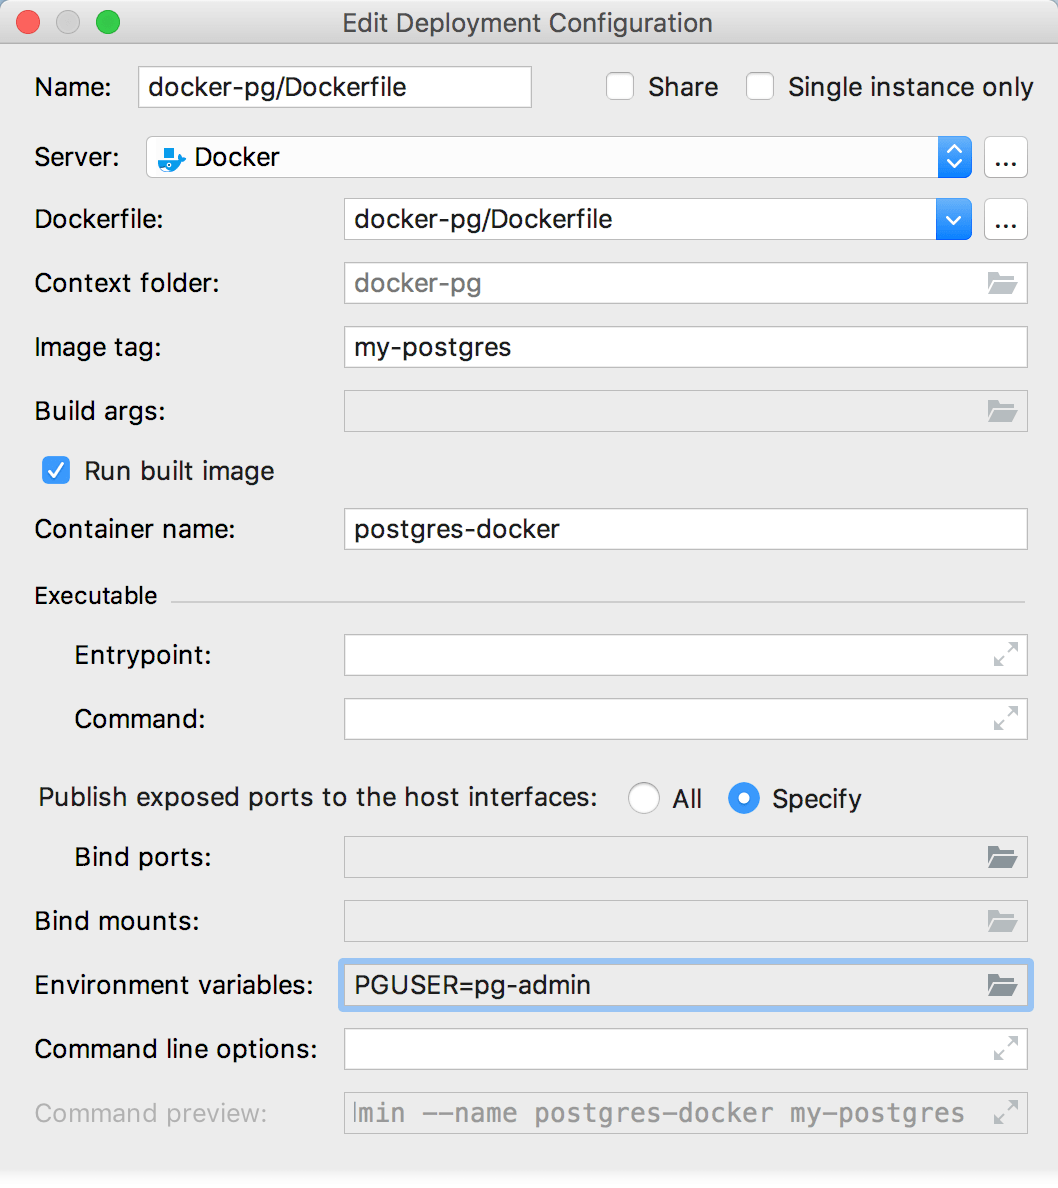 Edit Deployment Configuration
Name: docker-pg/Dockerfile Share Single instance only
Server: Docker ...
Dockerfile: docker-pg/Dockerfile ...
Context folder: docker-pg
Image tag: my-postgres
Build args:
Run built image
Container name: postgres-docker
Executable
Entrypoint:
Command:
Publish exposed ports to the host interfaces: All Specify
Bind ports:
Bind mounts:
Environment variables: PGUSER=pg-admin
Command line options:
Command preview: min --name postgres-docker my-postgres